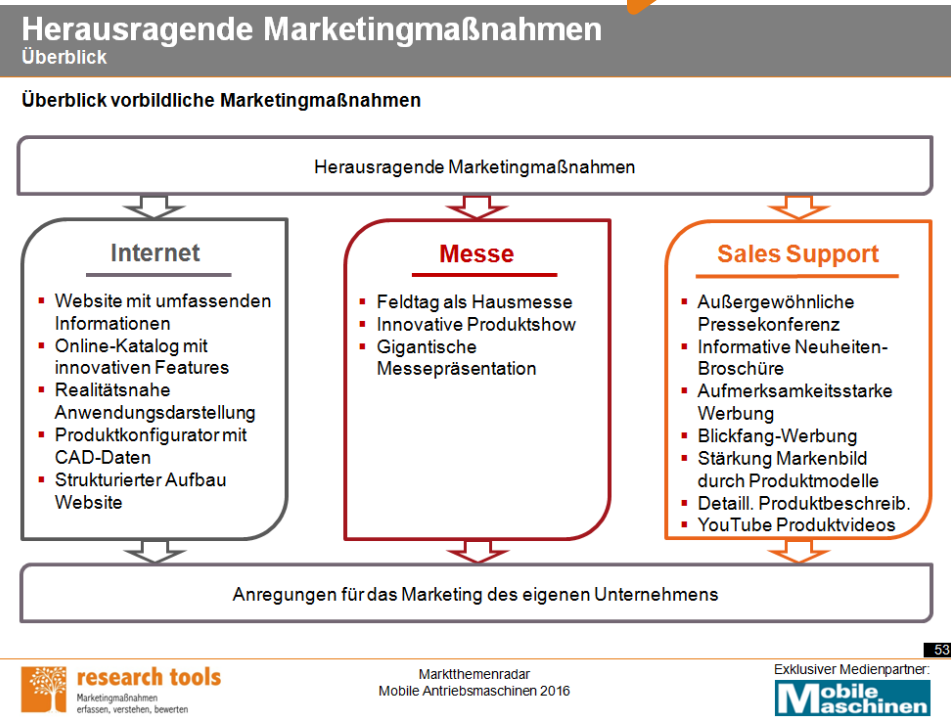 Herausragende Marketingmaßnahmen
Überblick
Überblick vorbildliche Marketingmaßnahmen
Herausragende Marketingmaßnahmen
Internet
Website mit umfassenden
Informationen
Online-Katalog mit
innovativen Features
Realitätsnahe
Anwendungsdarstellung
Produktkonfigurator mit
CAD-Daten
Strukturierter Aufbau
Website
Messe
Feldtag als Hausmesse
Innovative Produktshow
Gigantische
Messepräsentation
Sales Support
Außergewöhnliche
Pressekonferenz
Informative Neuheiten-
Broschüre
Aufmerksamkeitsstarke
Werbung
Blickfang-Werbung
Stärkung Markenbild
durch Produktmodelle
Detaill. Produktbeschreib.
YouTube Produktvideos
Anregungen für das Marketing des eigenen Unternehmens
53
research tools
Marketingmaßnahmen
erfassen, verstehen, bewerten
Marktthemenradar
Mobile Antriebsmaschinen 2016
Exklusiver Medienpartner:
Mobile
Maschinen